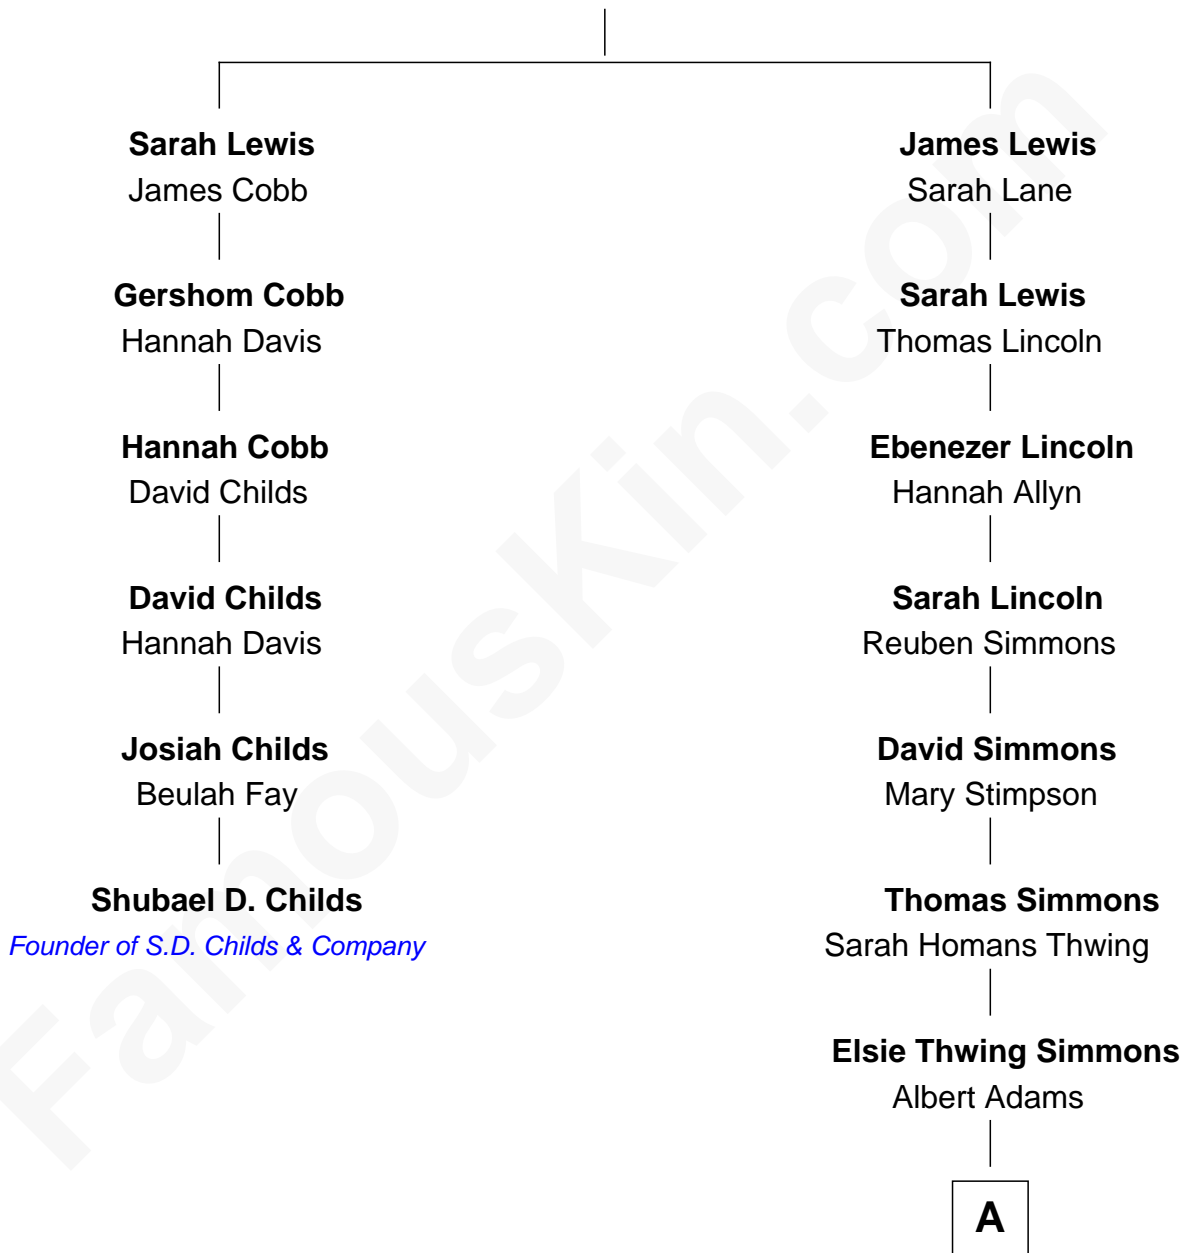 Sarah Lewis
James Cobb
Gershom Cobb
Hannah Davis
Hannah Cobb
David Childs
David Childs
Hannah Davis
Josiah Childs
Beulah Fay
Shubael D. Childs
Founder of S.D. Childs & Company
James Lewis
Sarah Lane
Sarah Lewis
Thomas Lincoln
Ebenezer Lincoln
Hannah Allyn
Sarah Lincoln
Reuben Simmons
David Simmons
Mary Stimpson
Thomas Simmons
Sarah Homans Thwing
Elsie Thwing Simmons
Albert Adams
A
FamousKin.com